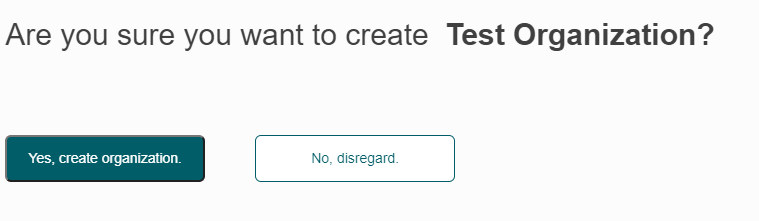 Are you sure you want to create Test Organization?
Yes, create organization.
No, disregard.